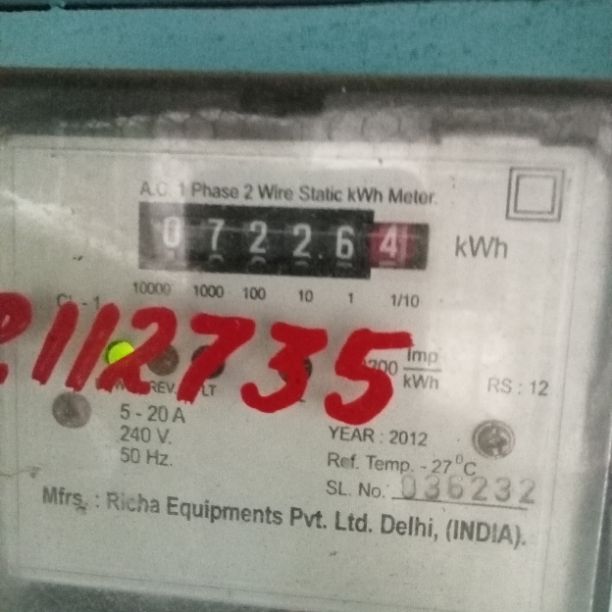 A.C. 1 Phase 2 Wire Static kWh Meter.
0 7 2 2 6 4 kWh
10000 1000 100 10 1 1/10
CL - 1
112735
Imp
kWh
REV.
RS : 12
5 - 20 A
240 V.
50 Hz.
YEAR : 2012
Ref. Temp. - 27°C
SL. No.: 036232
Mfrs. : Richa Equipments Pvt. Ltd. Delhi, (INDIA).